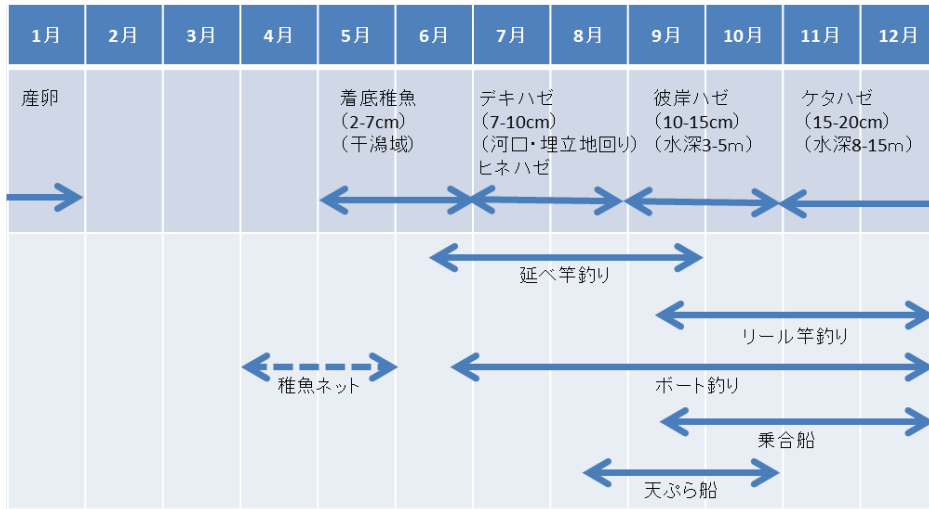 1月 2月 3月 4月 5月 6月 7月 8月 9月 10月 11月 12月
産卵
着底稚魚
(2-7cm)
(干潟域)
デキハゼ
(7-10cm)
(河口・埋立地回り)
ヒネハゼ
彼岸ハゼ
(10-15cm)
(水深3-5m)
ケタハゼ
(15-20cm)
(水深8-15m)
延べ竿釣り
リール竿釣り
稚魚ネット
ボート釣り
乗合船
天ぷら船